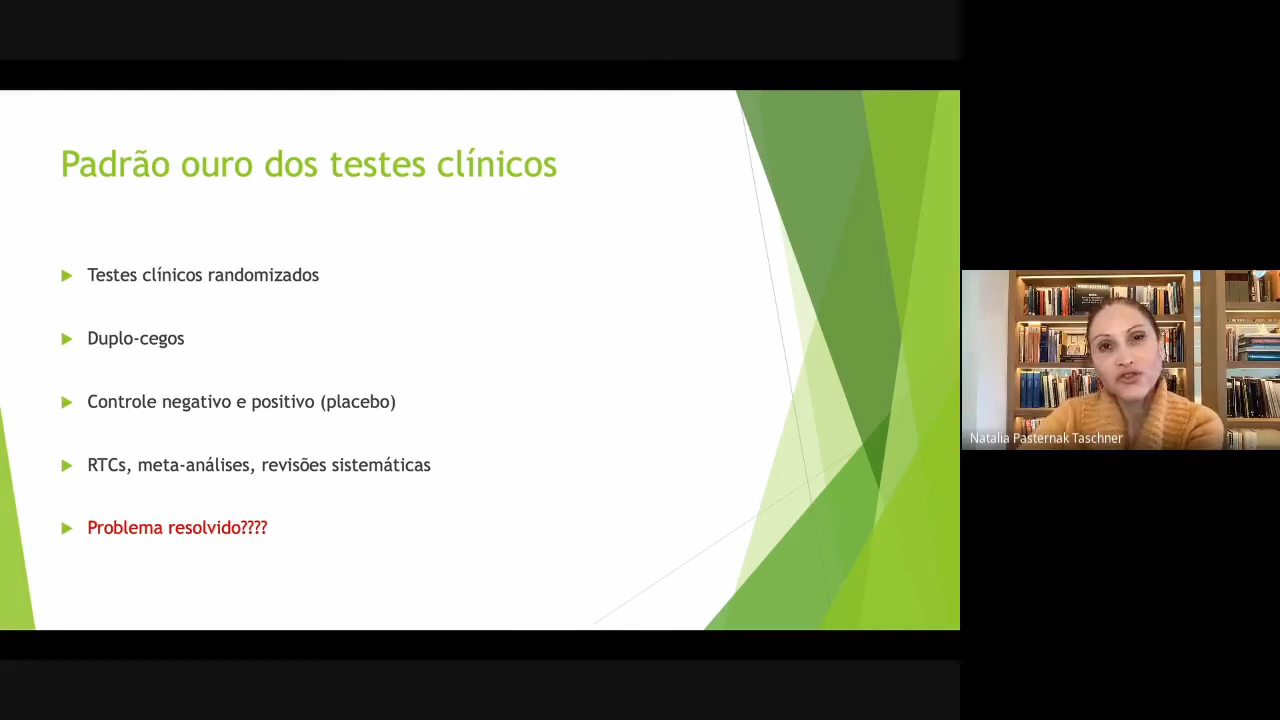 Padrão ouro dos testes clínicos
Testes clínicos randomizados
Duplo-cegos
Controle negativo e positivo (placebo)
RTCs, meta-análises, revisões sistemáticas
Problema resolvido????
Natalia Pasternak Taschner